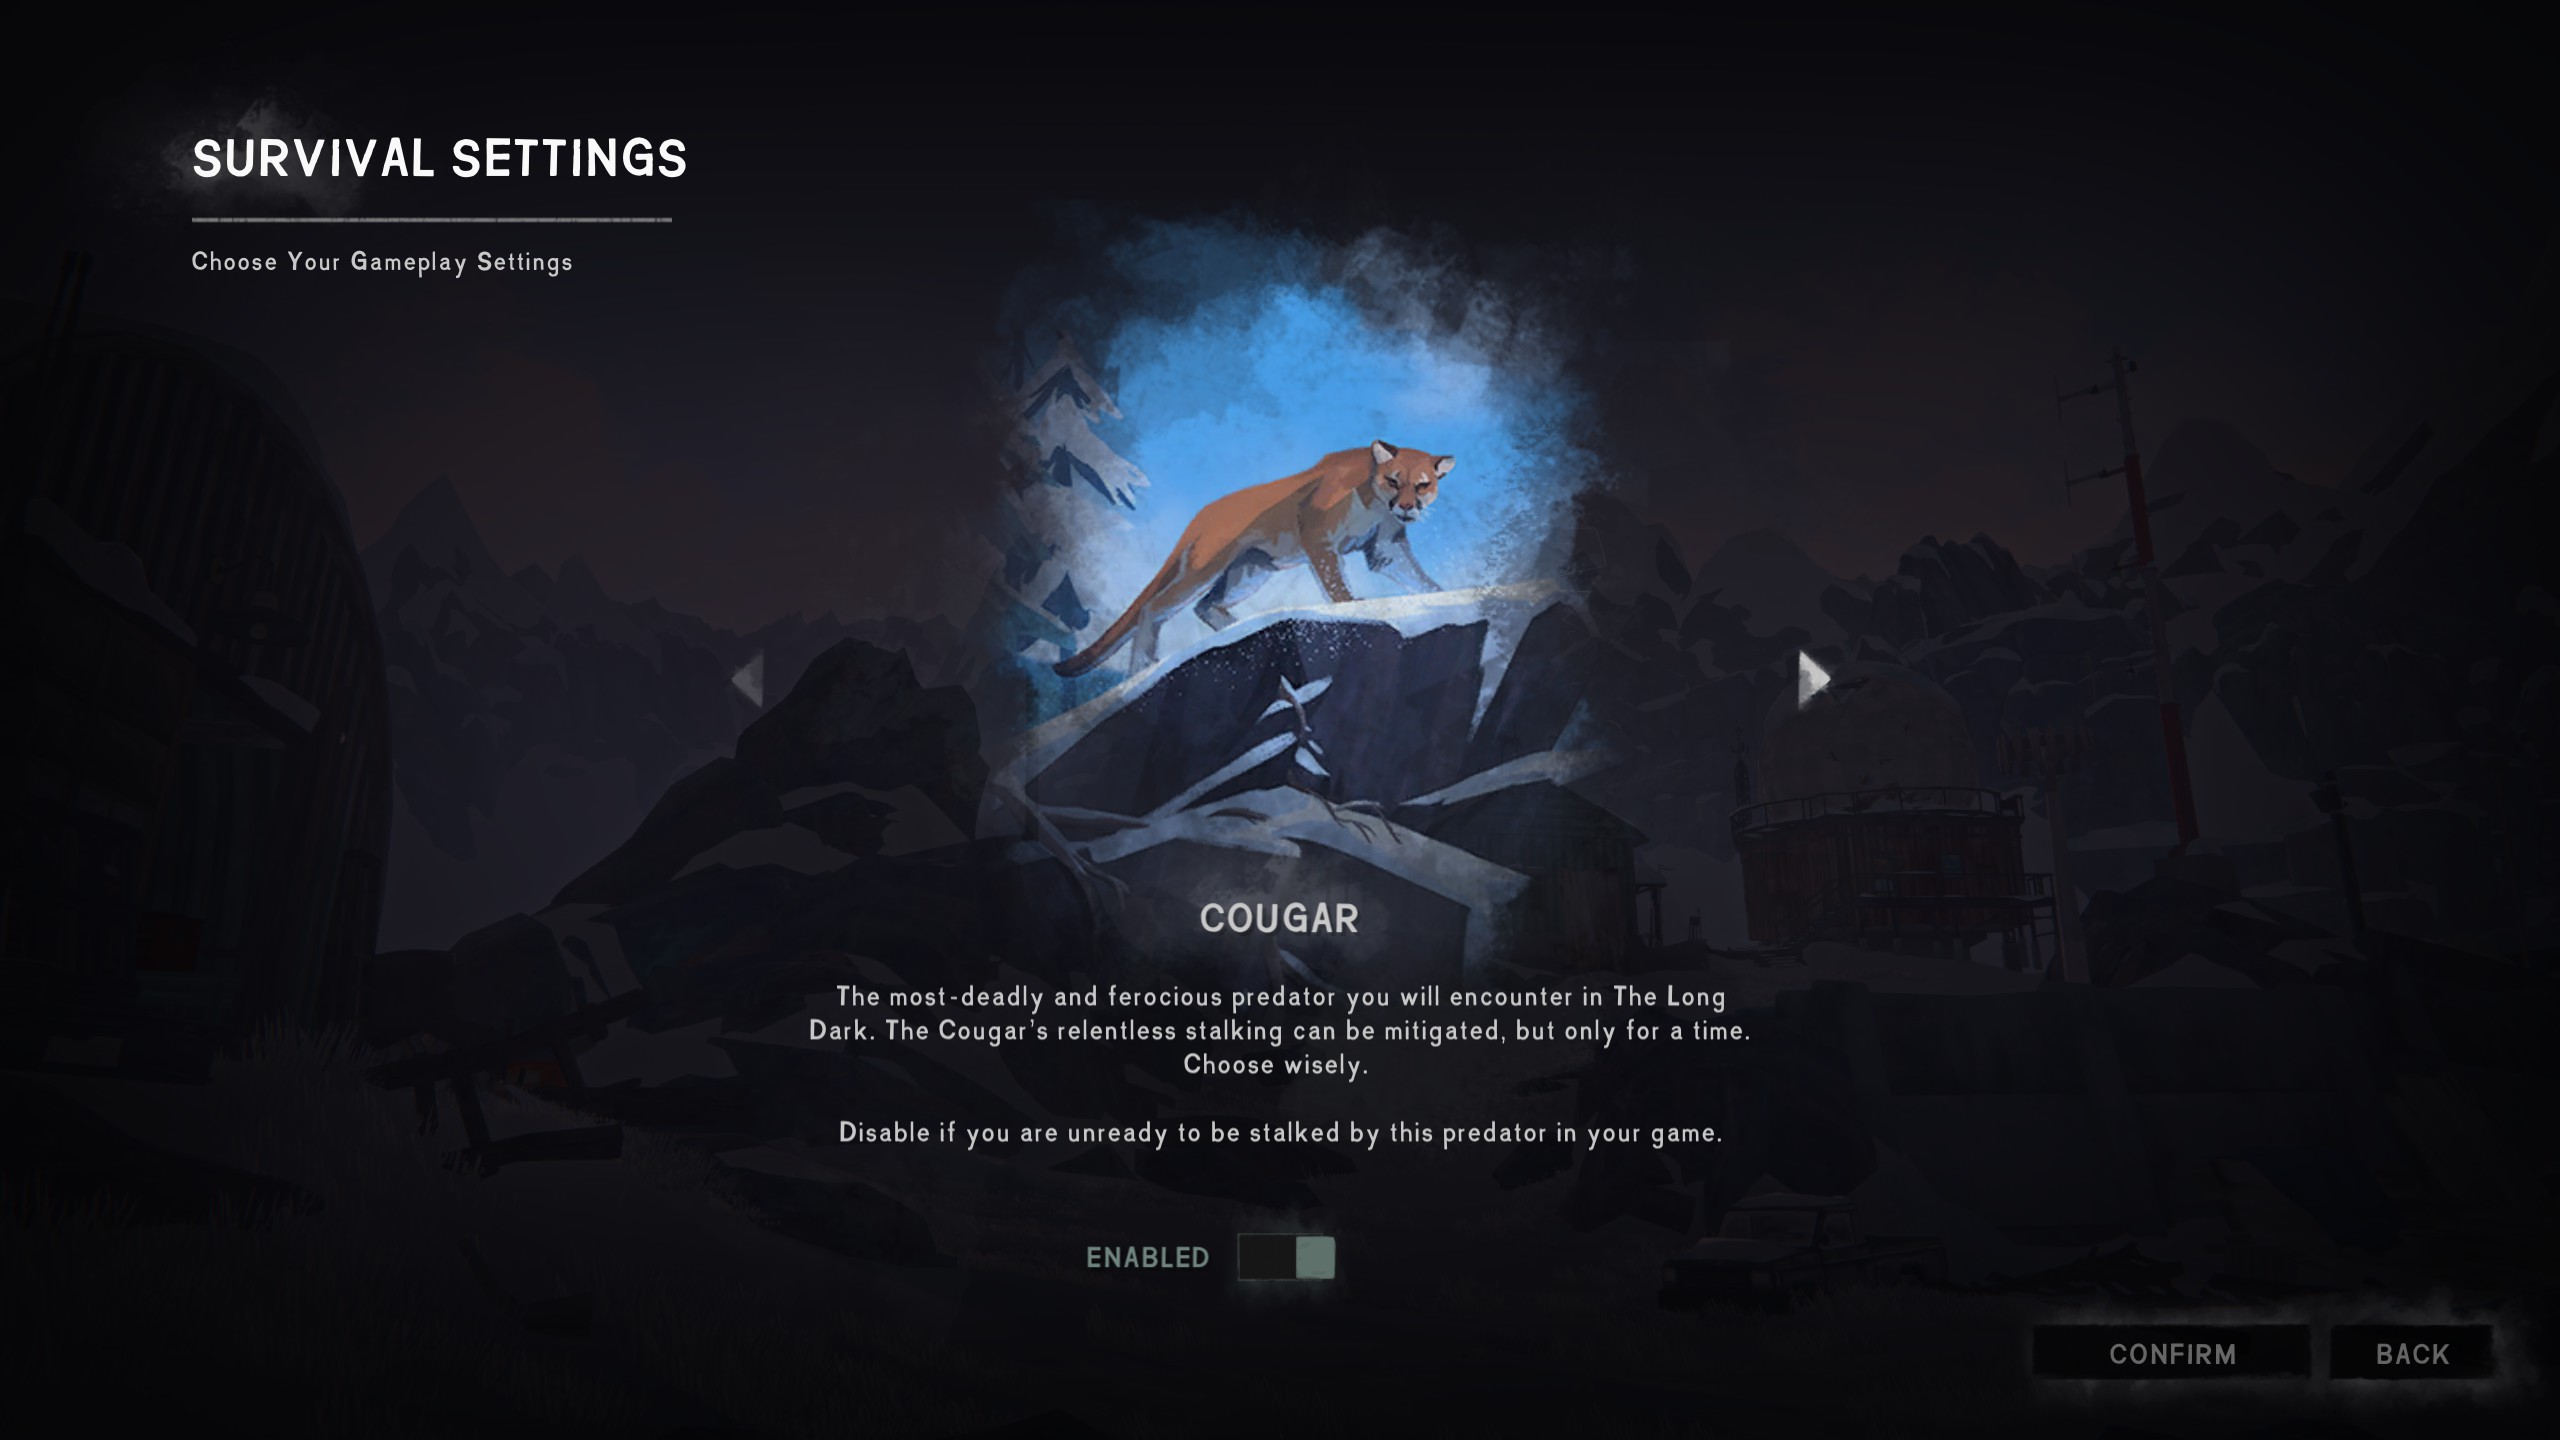 SURVIVAL SETTINGS
Choose Your Gameplay Settings
COUGAR
The most-deadly and ferocious predator you will encounter in The Long
Dark. The Cougar's relentless stalking can be mitigated, but only for a time.
Choose wisely.
Disable if you are unready to be stalked by this predator in your game.
ENABLED
CONFIRM
BACK